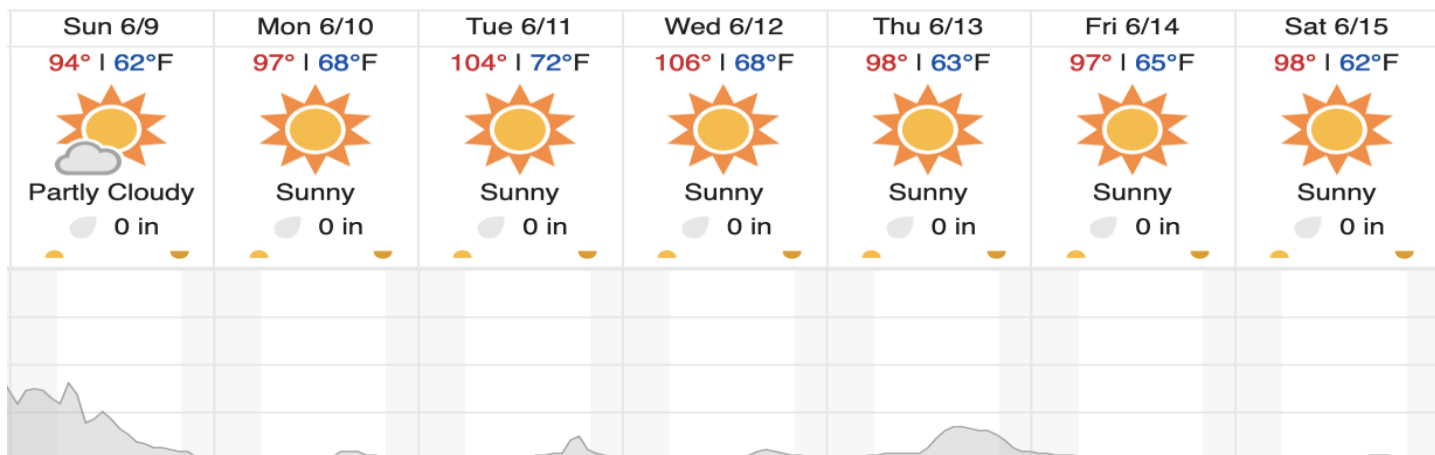 Sun 6/9 Mon 6/10 Tue 6/11 Wed 6/12 Thu 6/13 Fri 6/14 Sat 6/15
94° | 62°F 97° | 68°F 104° | 72°F 106° | 68°F 98° | 63°F 97° | 65°F 98° | 62°F
Partly Cloudy Sunny Sunny Sunny Sunny Sunny Sunny
0 in 0 in 0 in 0 in 0 in 0 in 0 in